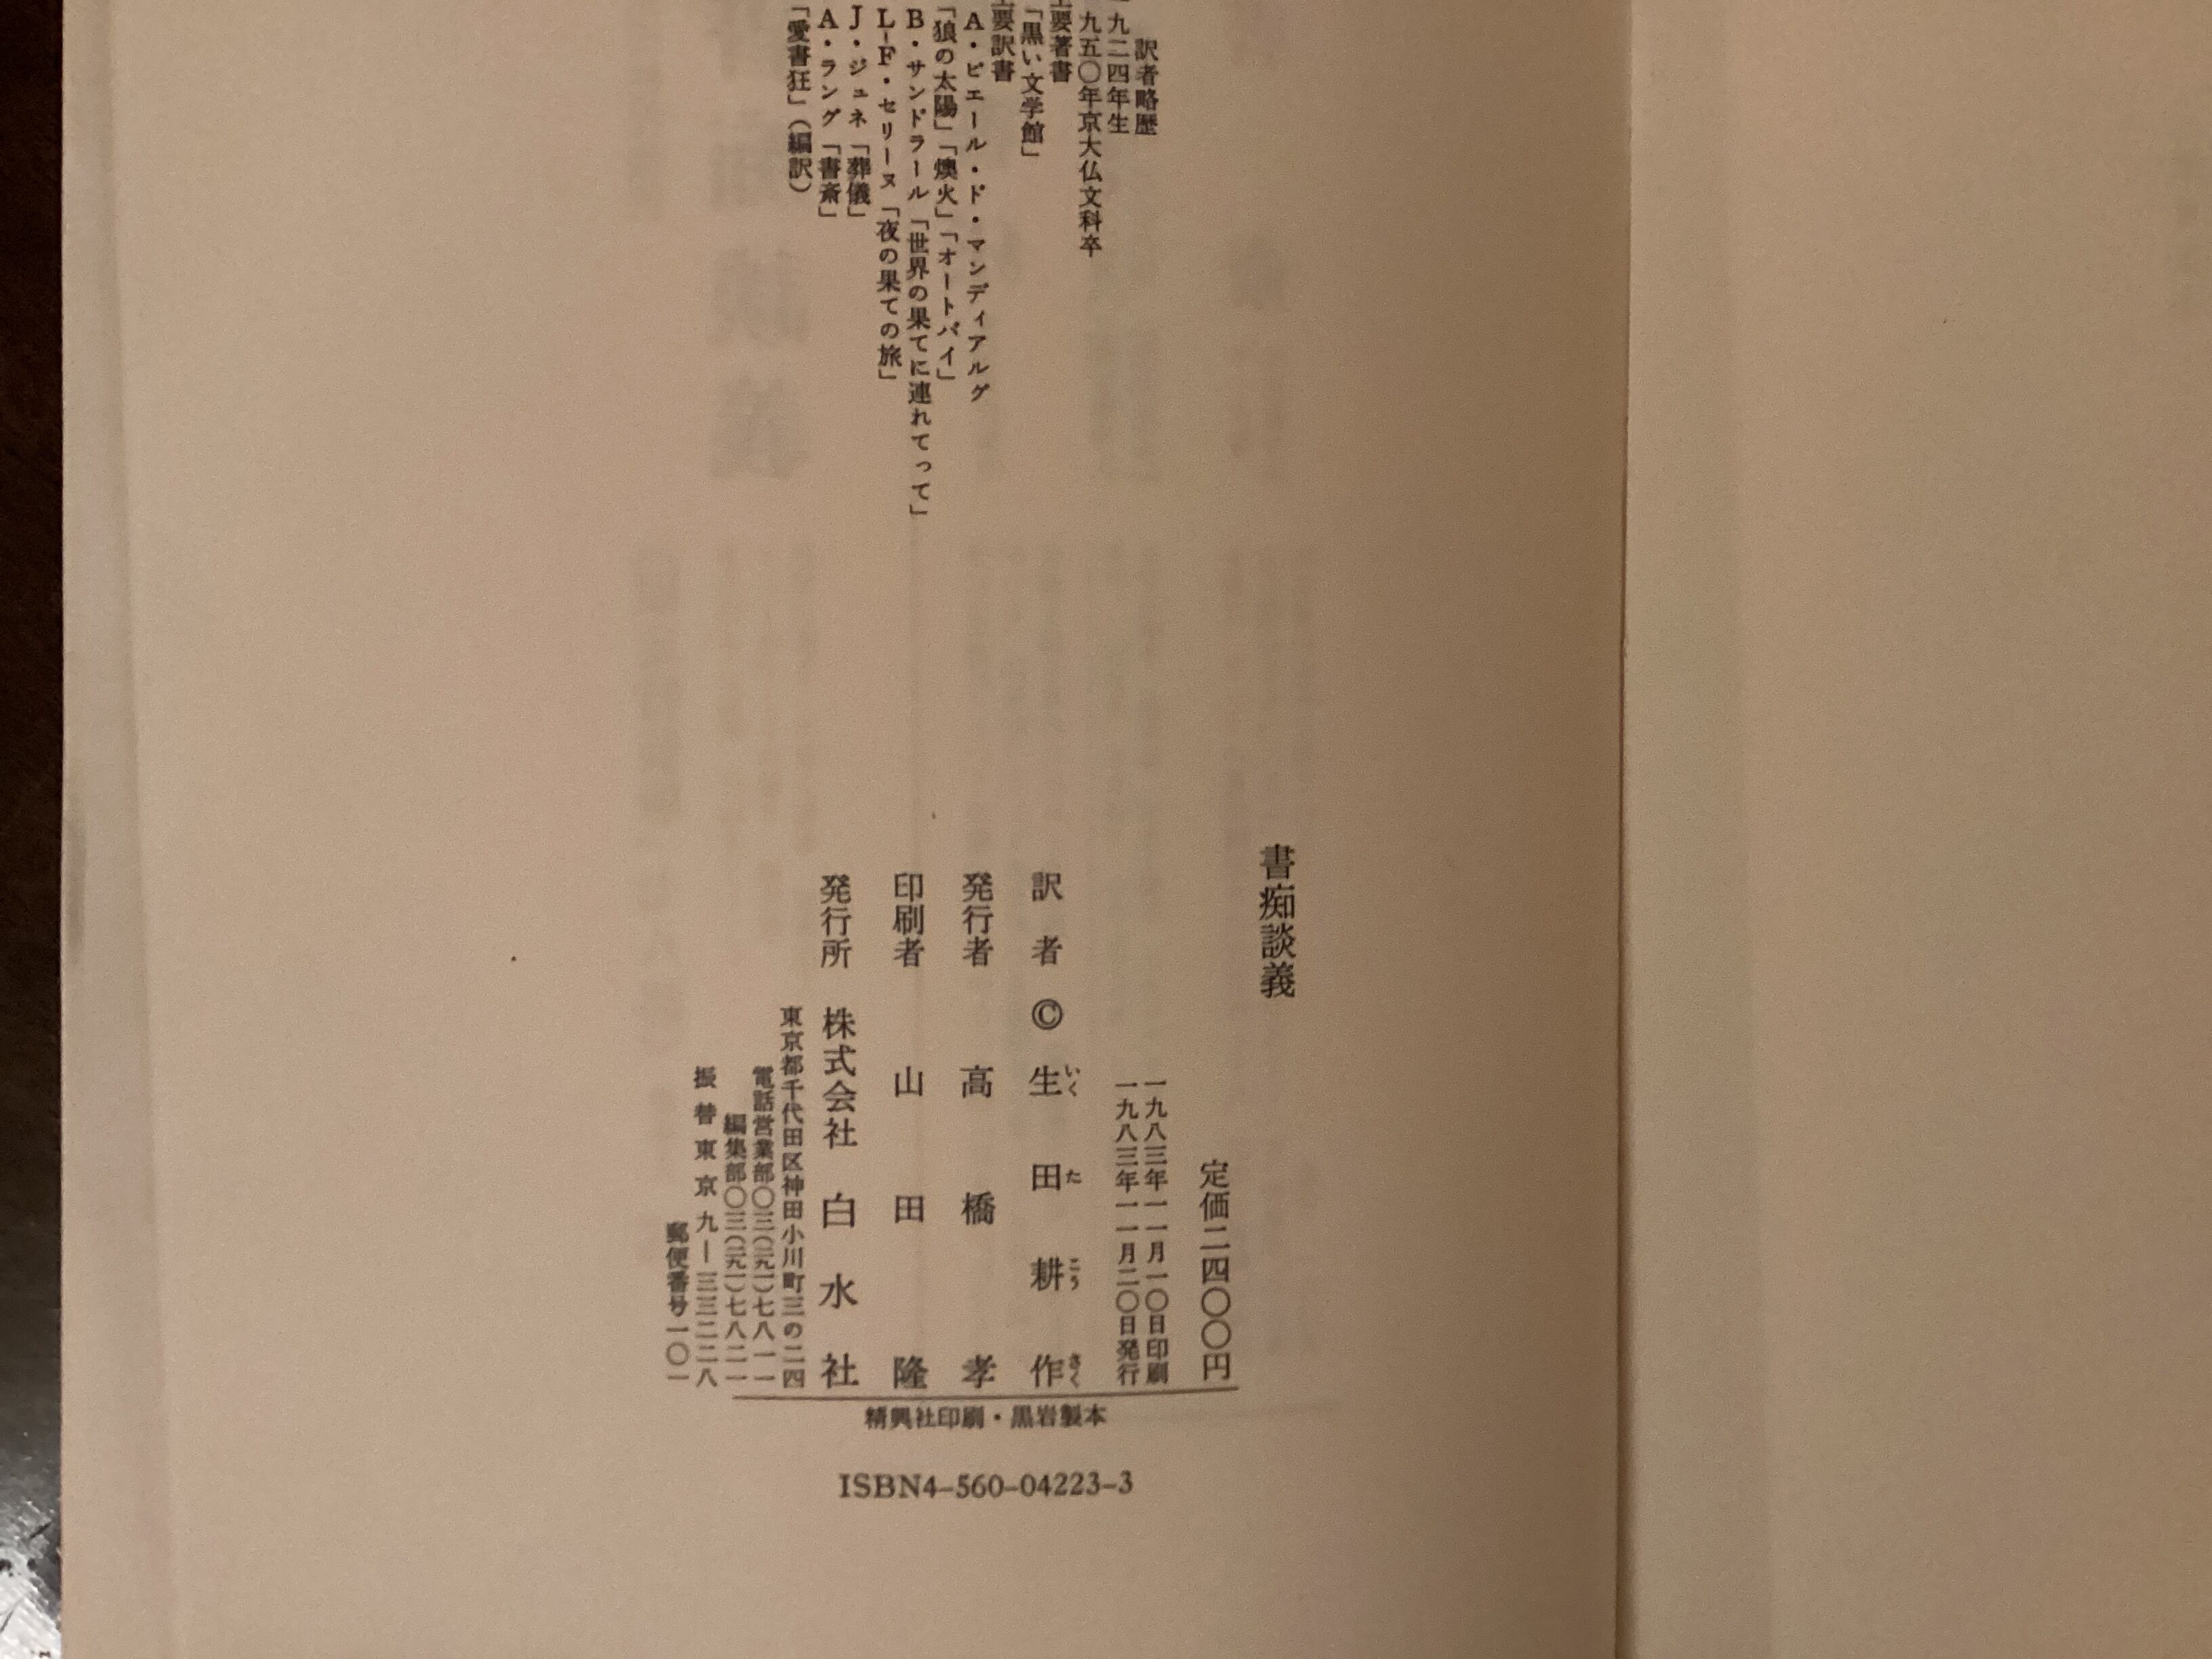 訳者略歴
一九二四年生
一九五〇年京大仏文科卒
主要著書
「黒い文学館」
主要訳書
A・ピエール・ド・マンディアルグ
「狼の太陽」「燠火」「オートバイ」
B・サンドラール「世界の果てに連れてって」
L-F・セリーヌ「夜の果ての旅」
J・ジュネ「葬儀」
A・ラング「書斎」
「愛書狂」(編訳)
書痴談義
定価二四〇〇円
一九八三年一一月一〇日印刷
一九八三年一一月二〇日発行
訳者 © 生田耕作
いく た こう さく
発行者 高橋孝
印刷者 山田隆
発行所 株式会社 白水社
東京都千代田区神田小川町三の二四
電話営業部〇三(二九一)七八一一
編集部〇三(二九一)七八二一
振替東京九―三三二二八
郵便番号一〇一
精興社印刷・黒岩製本
ISBN4-560-04223-3